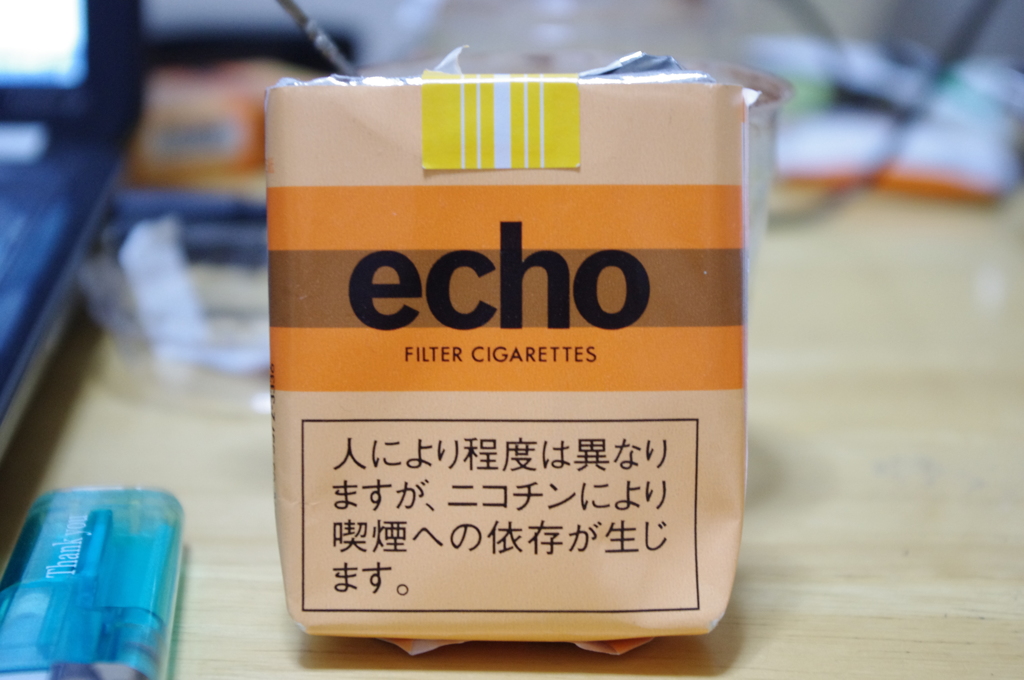 echo
FILTER CIGARETTES
人により程度は異なり
ますが、ニコチンにより
喫煙への依存が生じ
ます。
Thank you